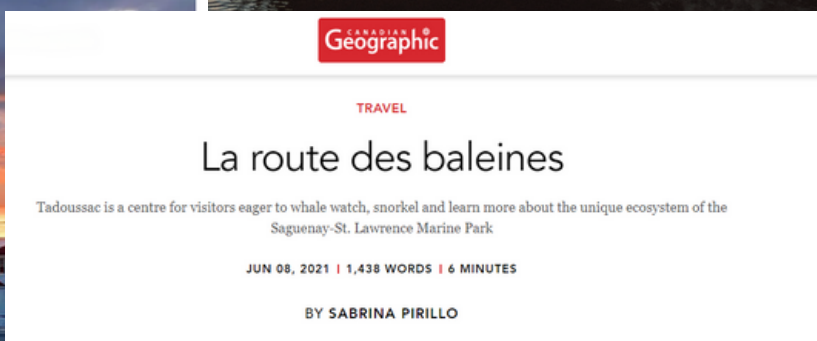 CANADIAN
Geographic
TRAVEL
La route des baleines
Tadoussac is a centre for visitors eager to whale watch, snorkel and learn more about the unique ecosystem of the
Saguenay-St. Lawrence Marine Park
JUN 08, 2021 | 1,438 WORDS | 6 MINUTES
BY SABRINA PIRILLO